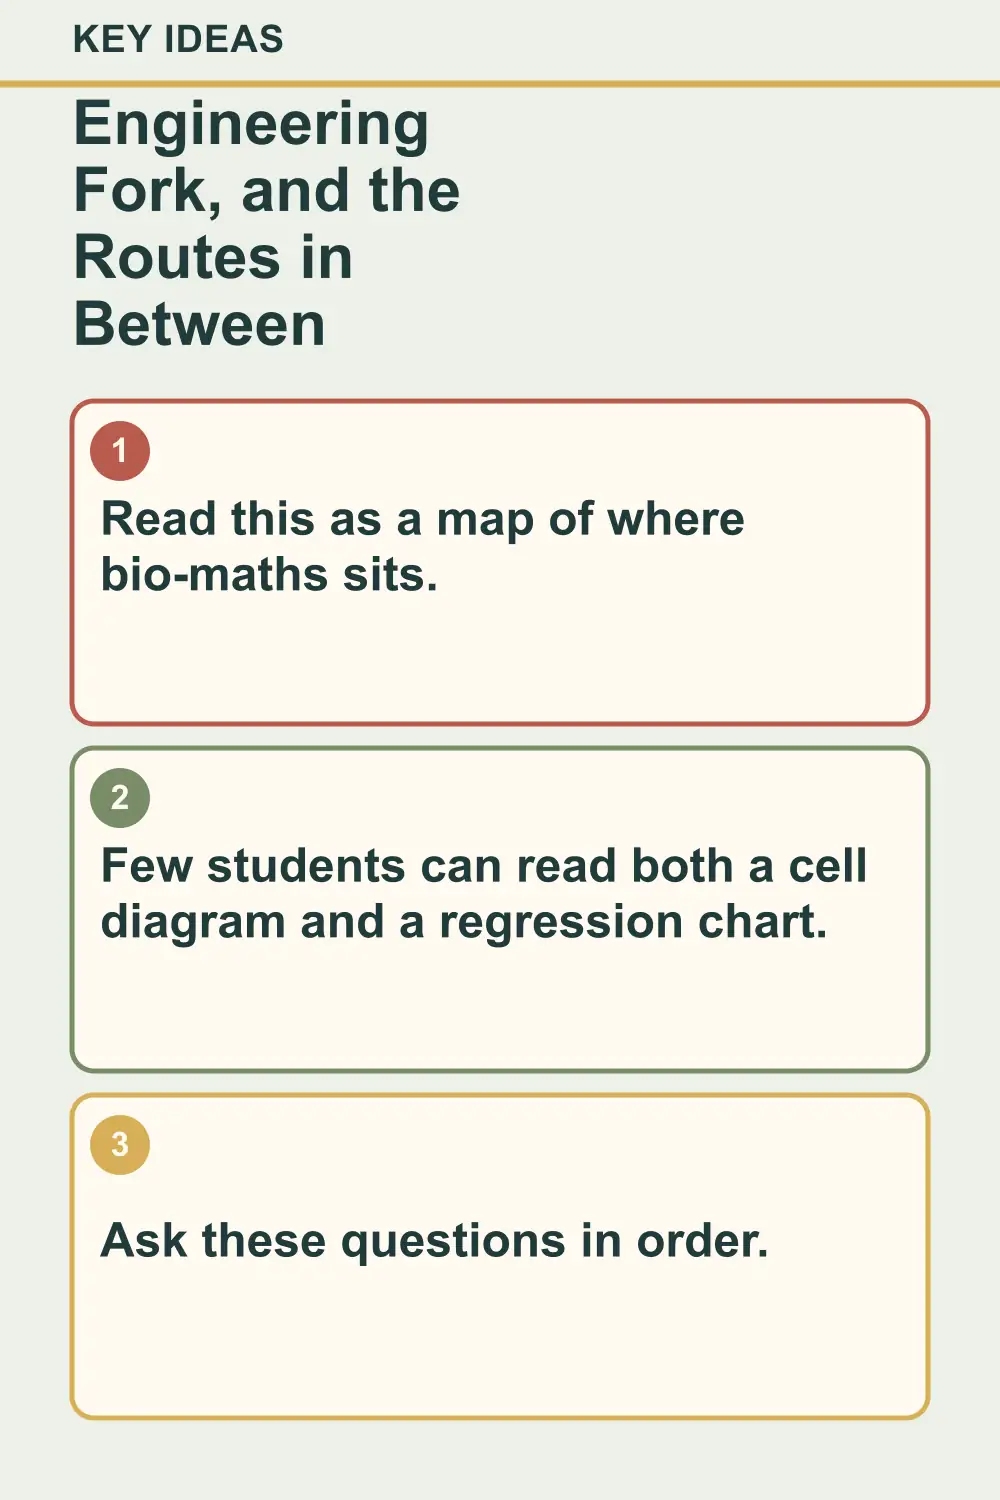 KEY IDEAS
Engineering
Fork, and the
Routes in
Between
1
Read this as a map of where
bio-maths sits.
2
Few students can read both a cell
diagram and a regression chart.
3
Ask these questions in order.